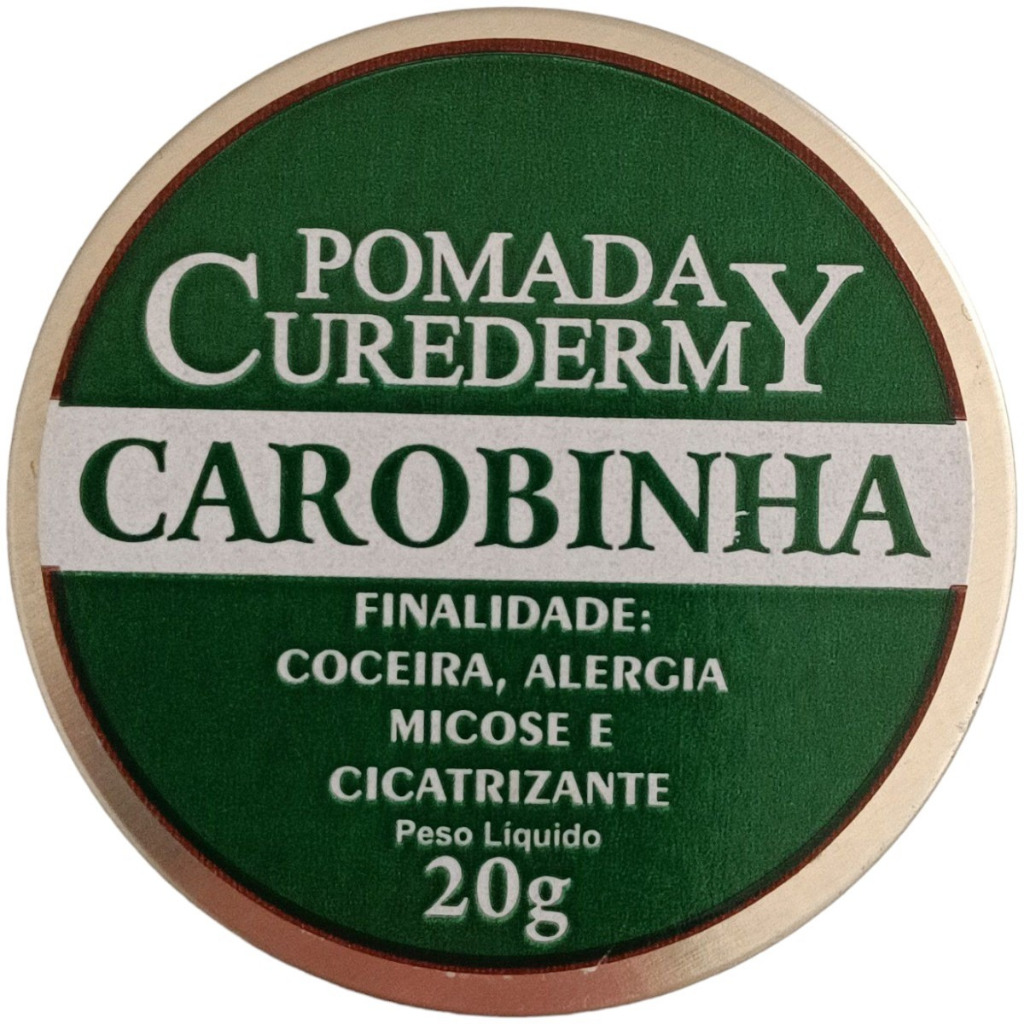 POMADA
CUREDERMY
CAROBINHA
FINALIDADE:
COCEIRA, ALERGIA
MICOSE E
CICATRIZANTE
Peso Líquido
20g